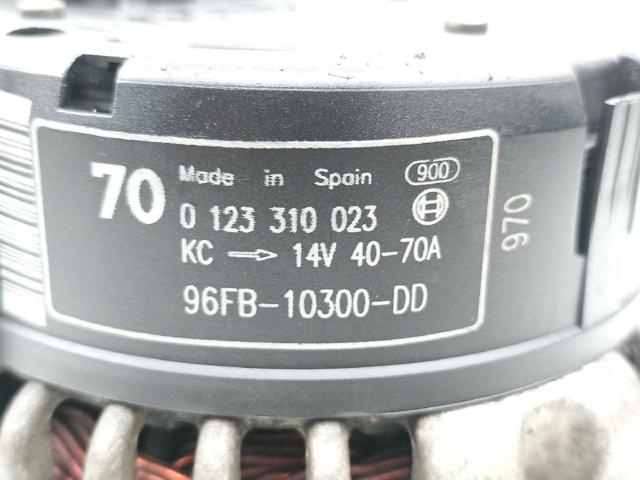 70 Made in Spain 900
0 123 310 023
KC → 14V 40-70A
96FB-10300-DD
970